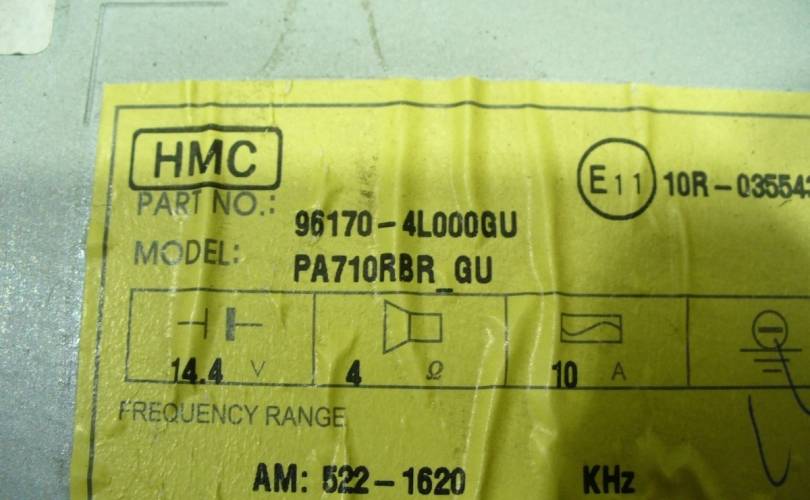 HMC
E11 10R-03554
PART NO.: 96170-4L000GU
MODEL: PA710RBR_GU
14.4 V 4 Ω 10 A
FREQUENCY RANGE
AM: 522-1620 KHz